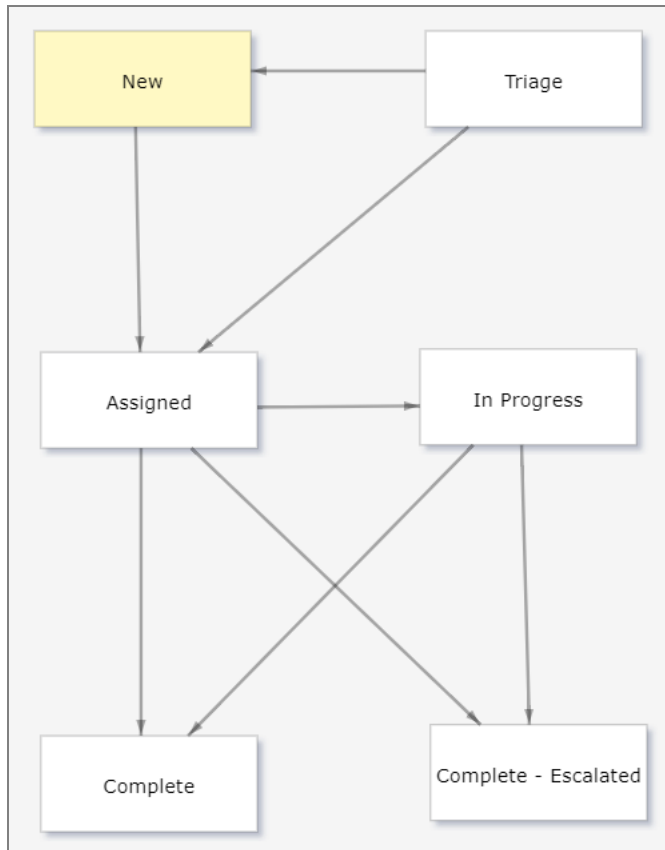 New
Triage
Assigned
In Progress
Complete
Complete - Escalated